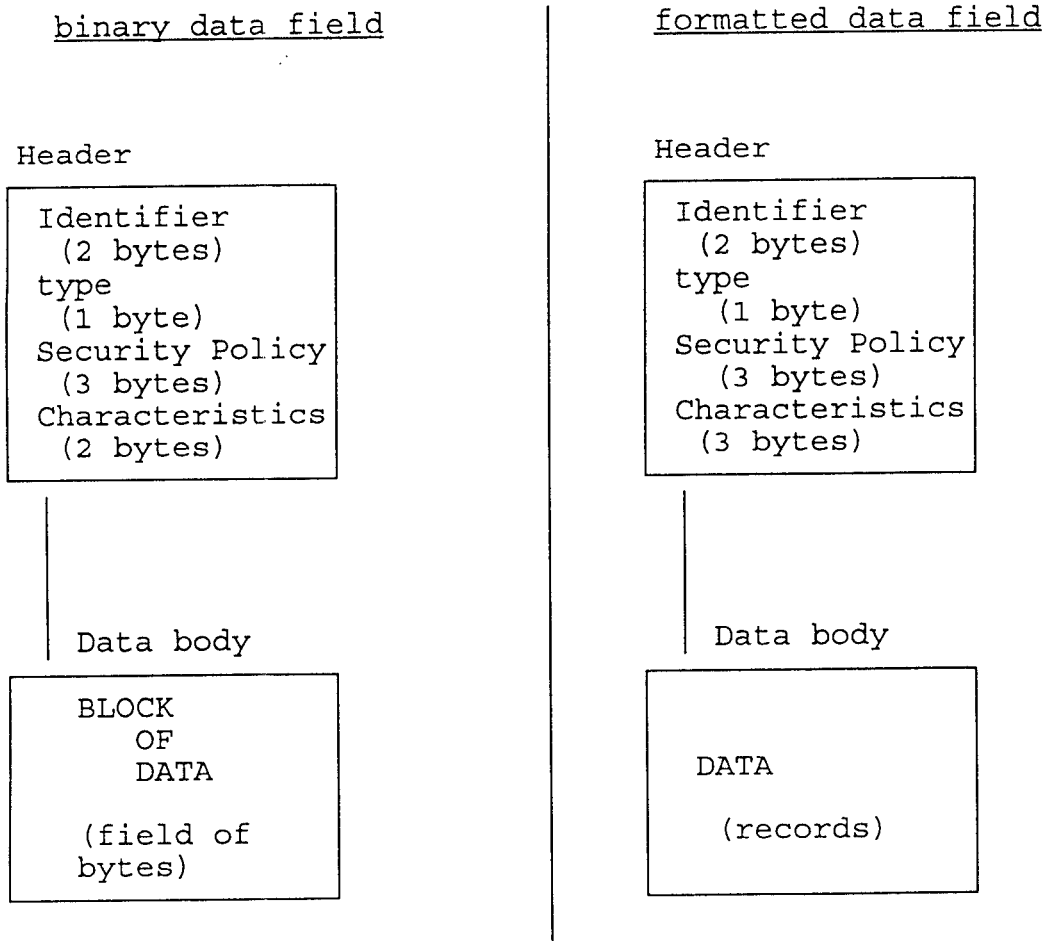 binary data field
Header
Identifier
(2 bytes)
type
(1 byte)
Security Policy
(3 bytes)
Characteristics
(2 bytes)
Data body
BLOCK
OF
DATA
(field of
bytes)
formatted data field
Header
Identifier
(2 bytes)
type
(1 byte)
Security Policy
(3 bytes)
Characteristics
(3 bytes)
Data body
DATA
(records)